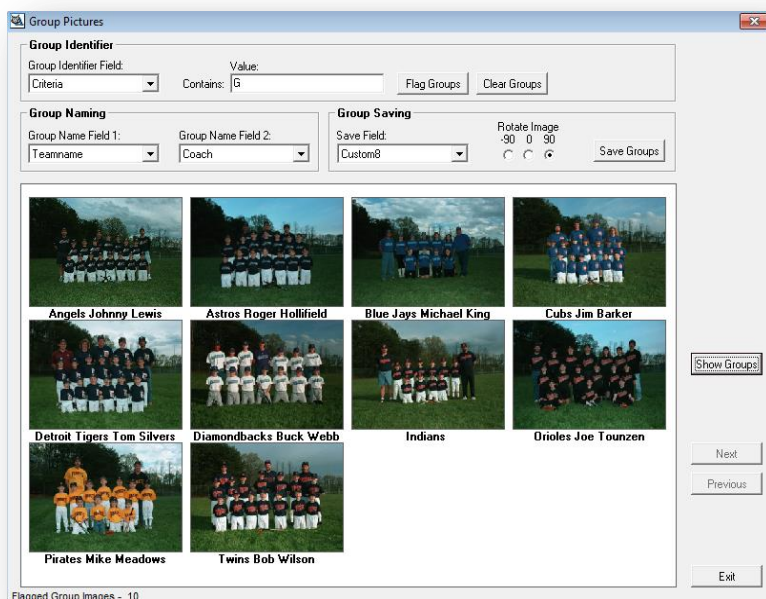 Group Pictures
Group Identifier
Group Identifier Field:
Value:
Criteria
Contains:
G
Flag Groups
Clear Groups
Group Naming
Group Name Field 1:
Group Name Field 2:
Teamname
Coach
Group Saving
Save Field:
Rotate Image
-90 0 90
Custom8
Save Groups
Angels Johnny Lewis
Astros Roger Hollifield
Blue Jays Michael King
Cubs Jim Barker
Detroit Tigers Tom Silvers
Diamondbacks Buck Webb
Indians
Orioles Joe Tounzen
Pirates Mike Meadows
Twins Bob Wilson
Show Groups
Next
Previous
Exit
Flagged Group Images - 10